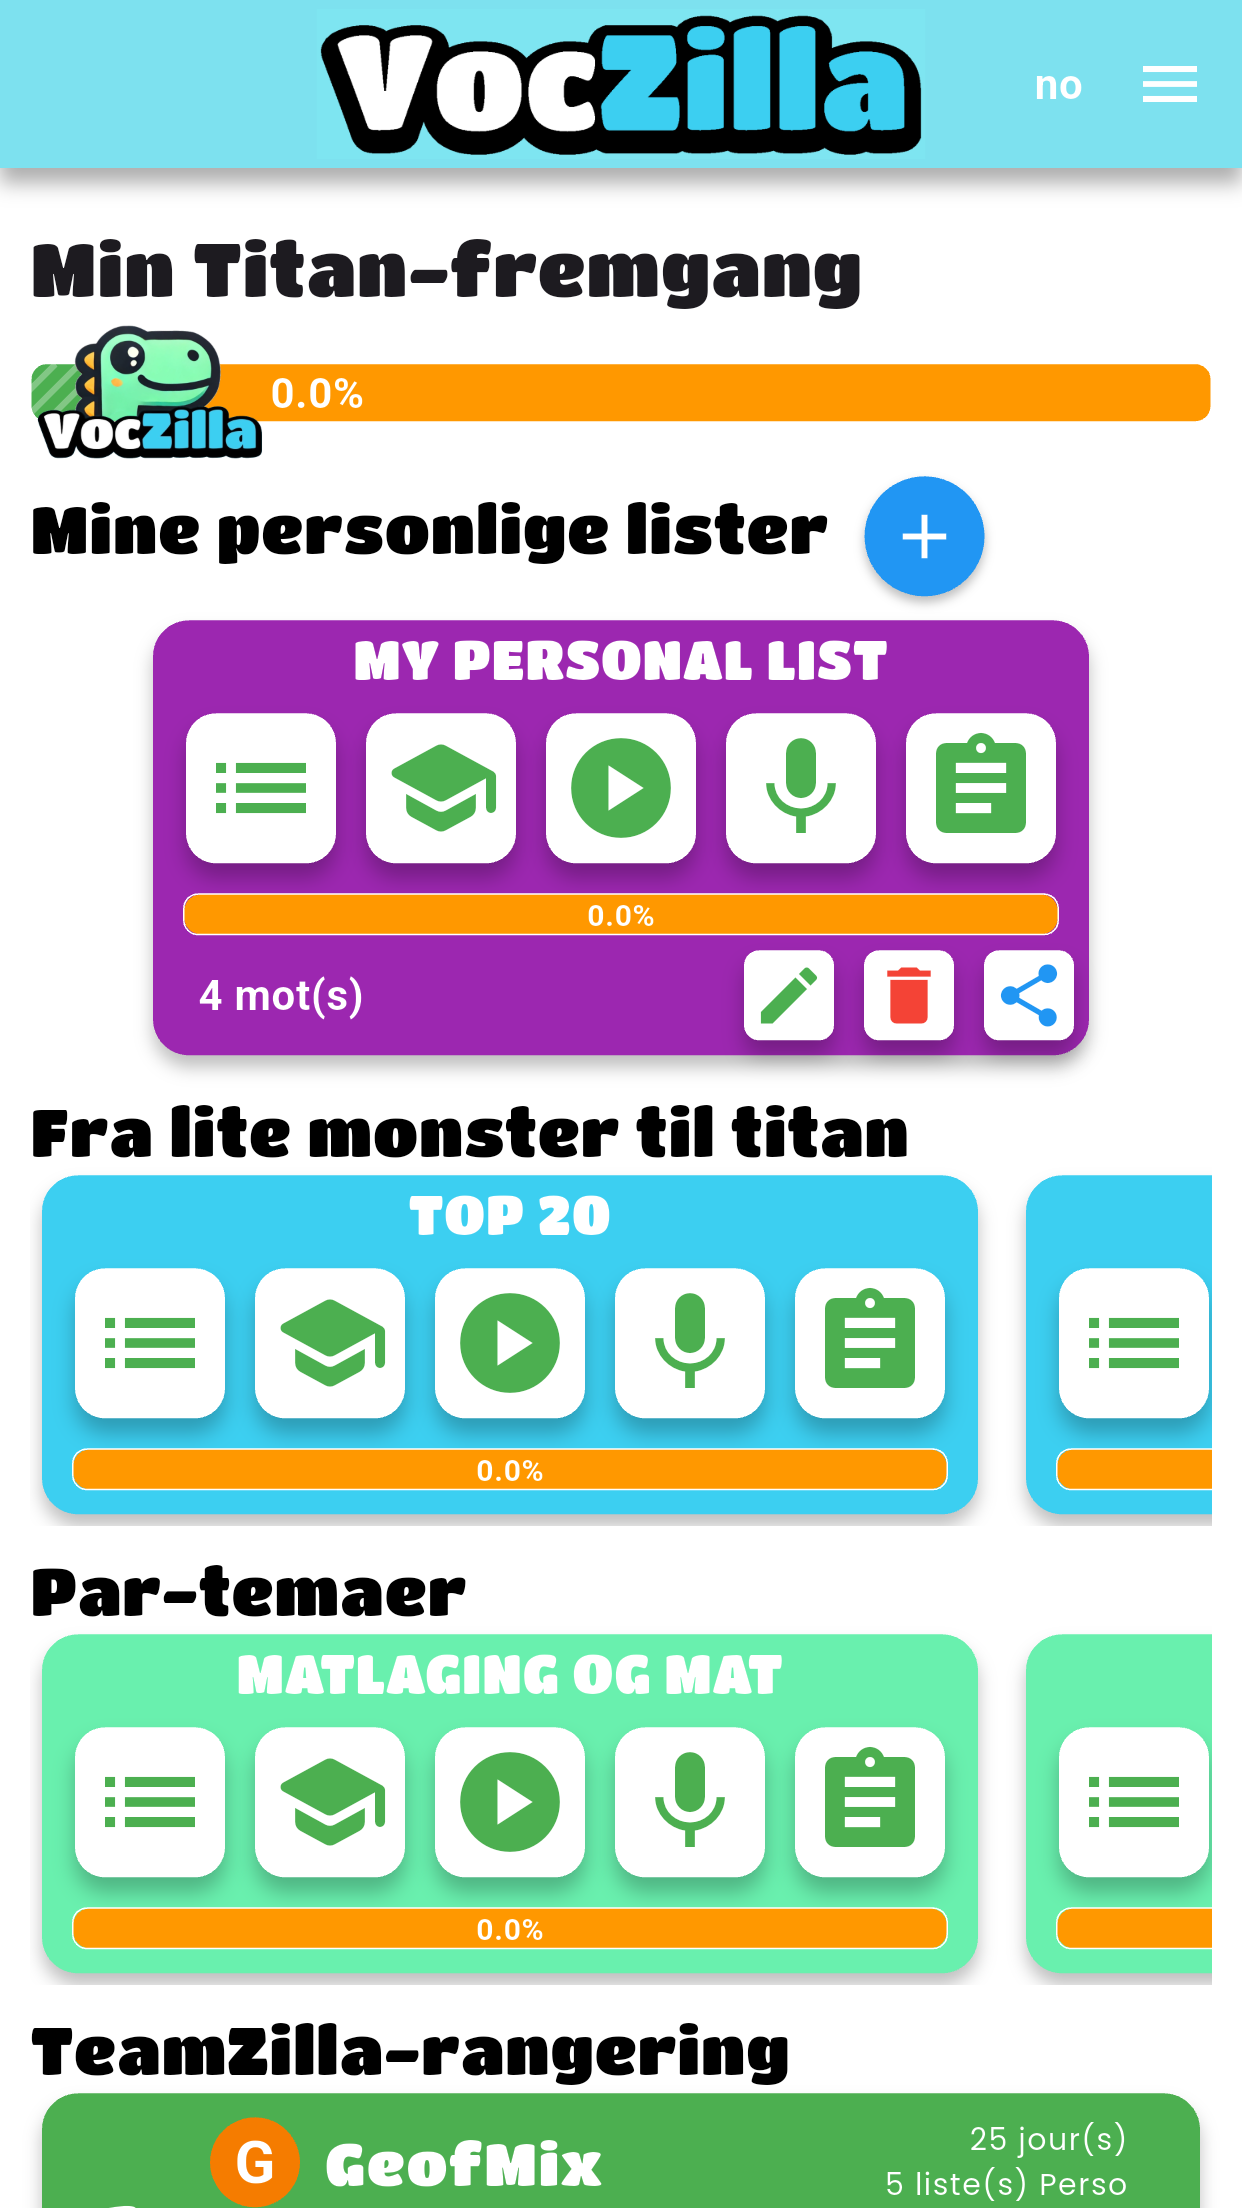 VocZilla
no
Min Titan-fremgang
0.0%
VocZilla
Mine personlige lister
MY PERSONAL LIST
0.0%
4 mot(s)
Fra lite monster til titan
TOP 20
0.0%
Par-temaer
MATLAGING OG MAT
0.0%
TeamZilla-rangering
G
GeofMix
25 jour(s)
5 liste(s) Perso